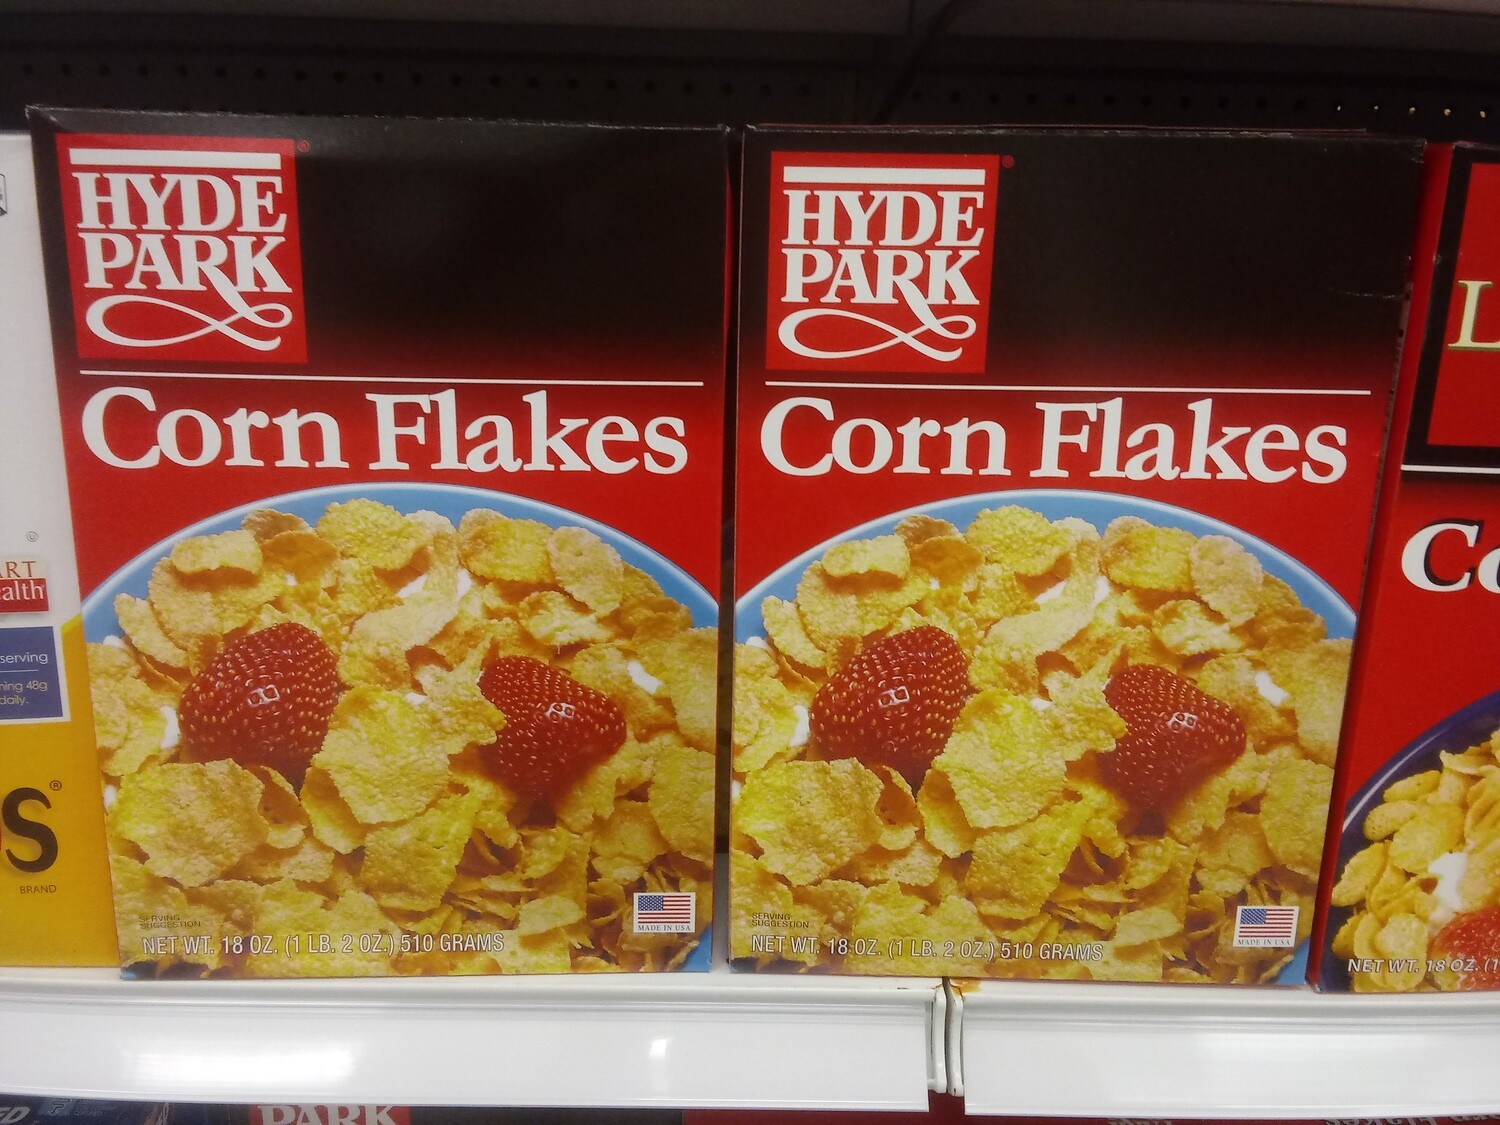 HYDE
PARK
Corn Flakes
SERVING
SUGGESTION
NET WT. 18 OZ. (1 LB. 2 OZ.) 510 GRAMS
MADE IN USA
HYDE
PARK
Corn Flakes
SERVING
SUGGESTION
NET WT. 18 OZ. (1 LB. 2 OZ.) 510 GRAMS
MADE IN USA
serving
48g
daily.
BRAND
NET WT. 18 OZ.
PARK